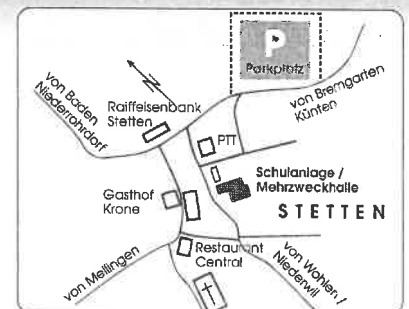 P
Parkplatz
N
von Baden
Niederrohrdorf
Raiffeisenbank
Stetten
von Bremgarten
Künten
PTT
Schulanlage /
Mehrzweckhalle
Gasthof
Krone
STETTEN
Restaurant
Central
von Mellingen
von Wohlen /
Niederwil